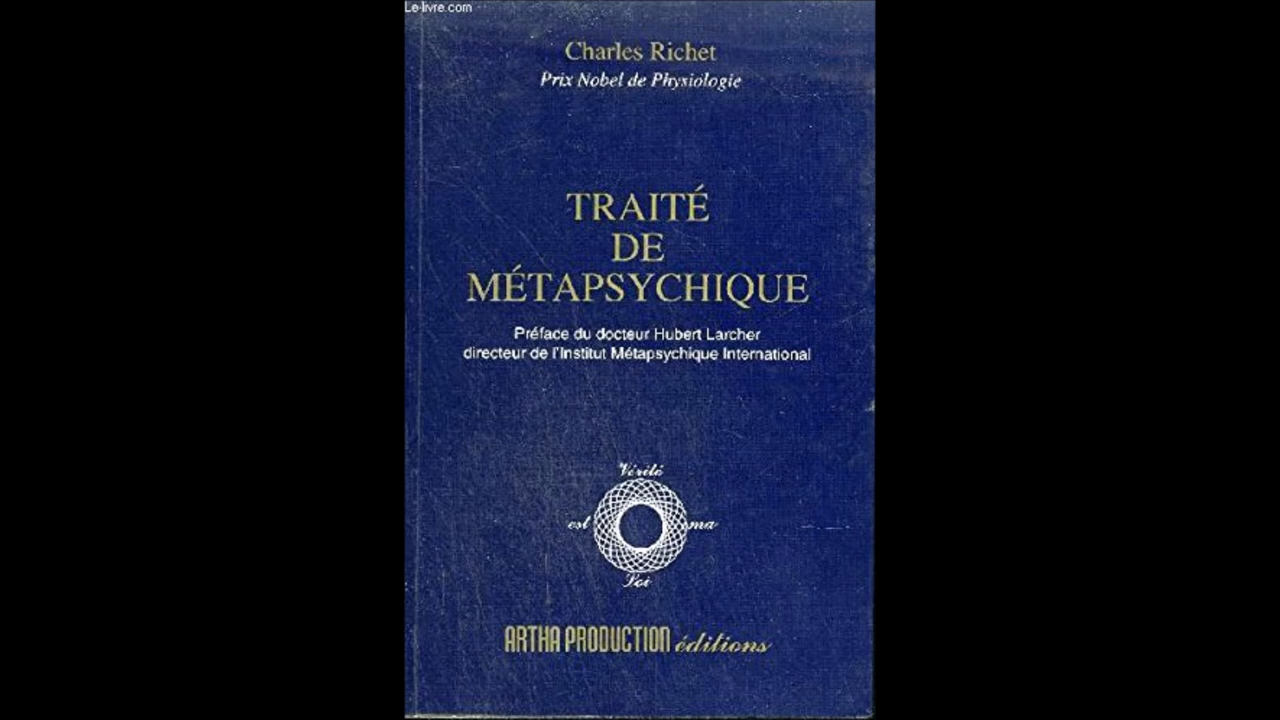 Le-livre.com
Charles Richet
Prix Nobel de Physiologie
TRAITÉ
DE
MÉTAPSYCHIQUE
Préface du docteur Hubert Larcher
directeur de l'Institut Métapsychique International
Vérité
est ma
Loi
ARTHA PRODUCTION éditions